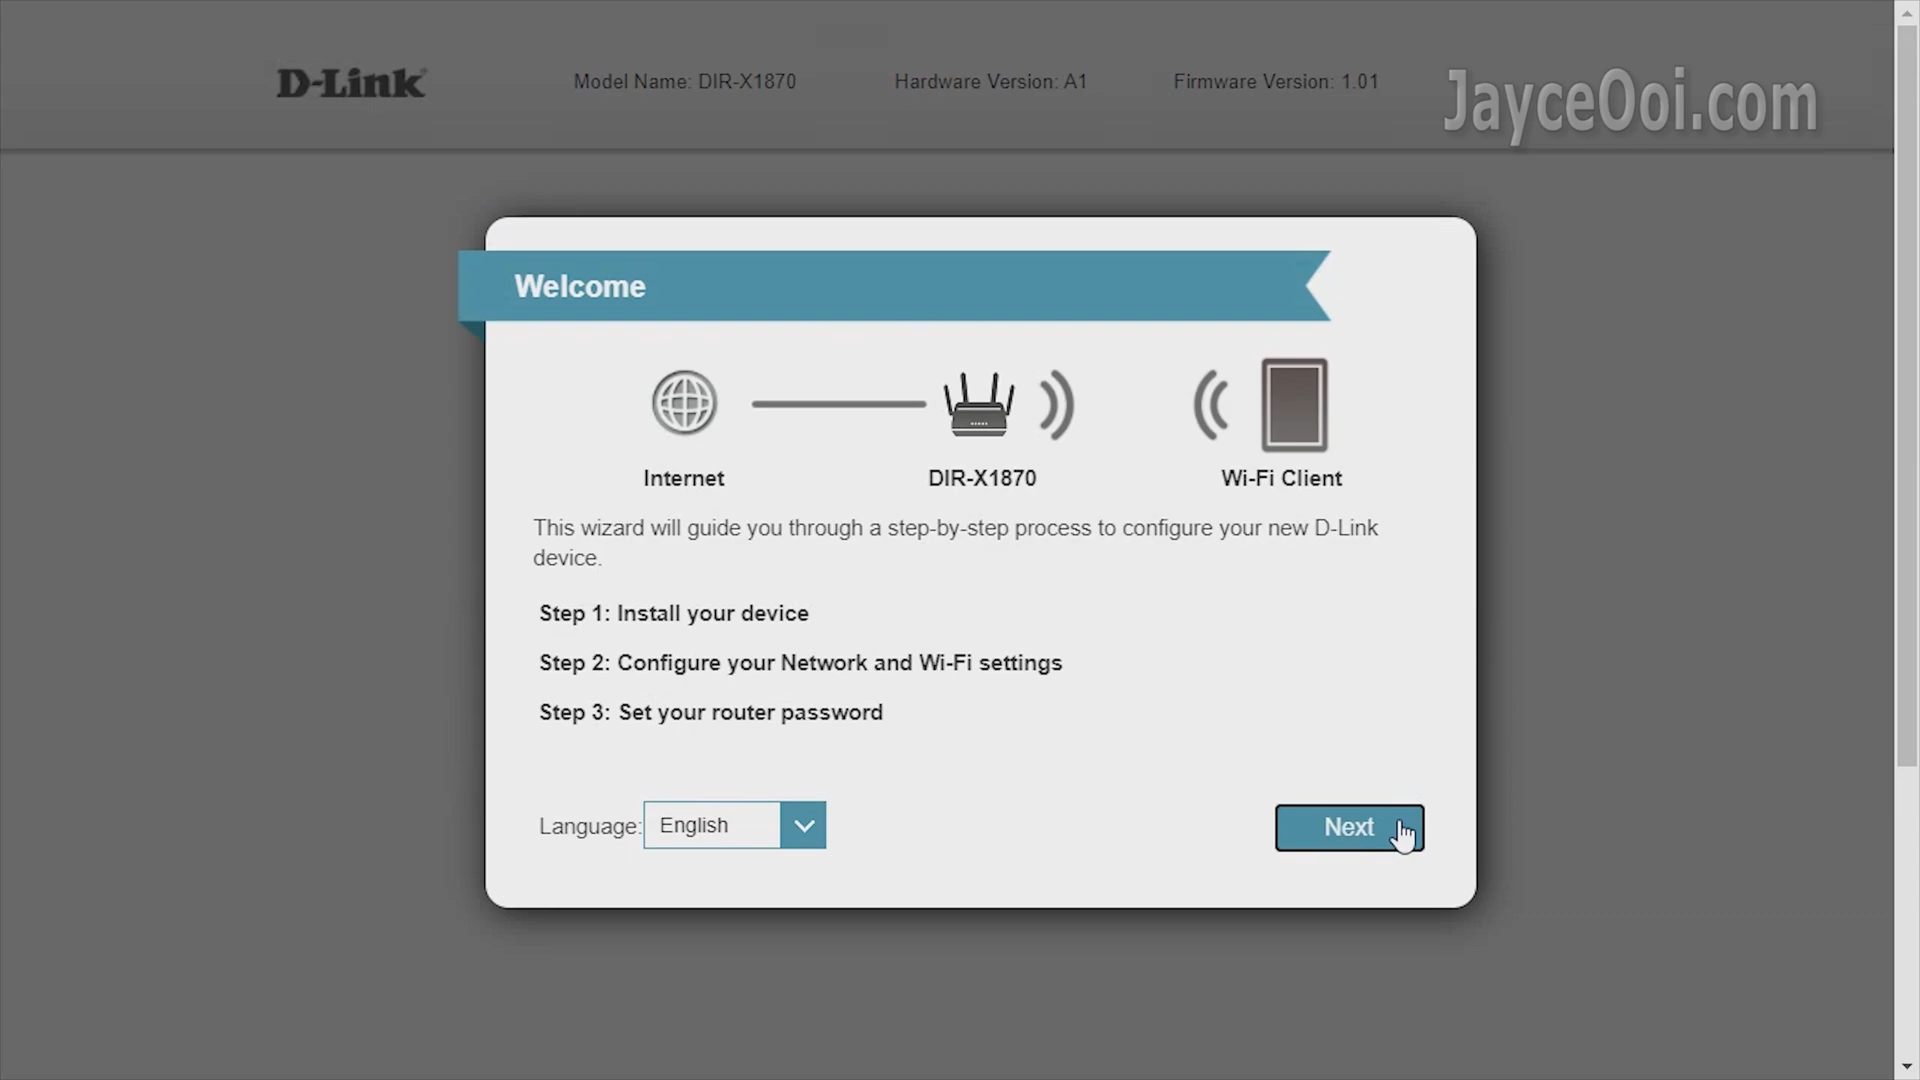 D-Link
Model Name: DIR-X1870
Hardware Version: A1
Firmware Version: 1.01
JayceOoi.com
Welcome
Internet
DIR-X1870
Wi-Fi Client
This wizard will guide you through a step-by-step process to configure your new D-Link
device.
Step 1: Install your device
Step 2: Configure your Network and Wi-Fi settings
Step 3: Set your router password
Language: English
Next